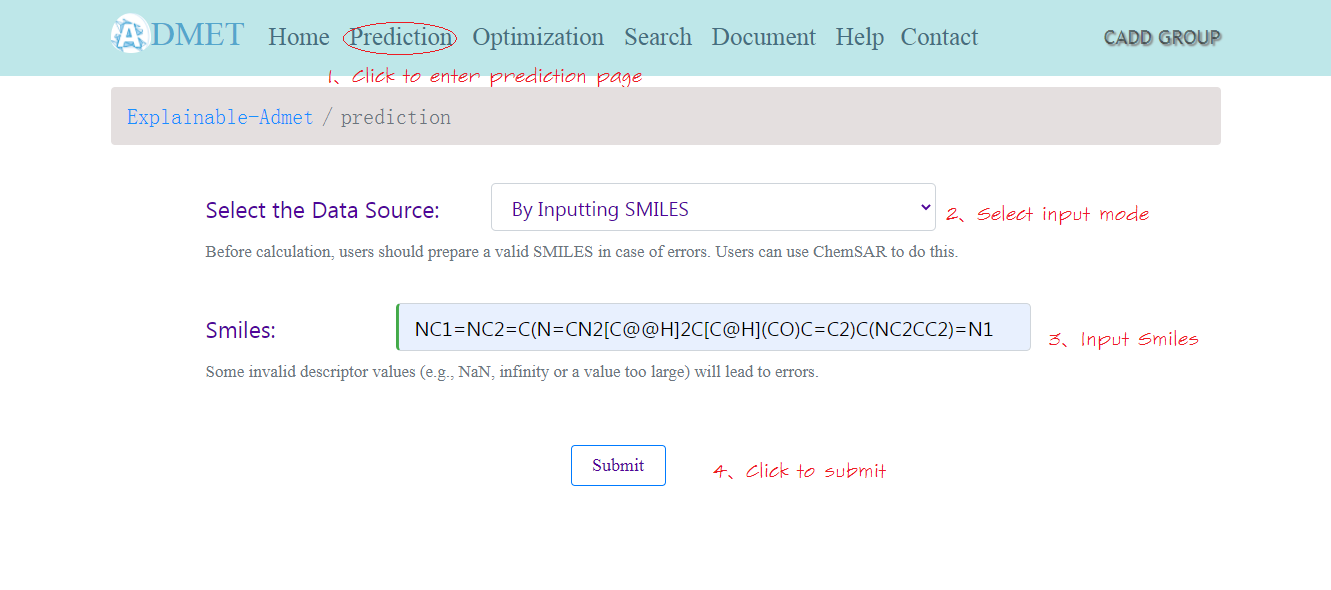 ADMET Home Prediction Optimization Search Document Help Contact CADD GROUP
1、Click to enter prediction page
Explainable-Admet / prediction
Select the Data Source: By Inputting SMILES 2、Select input mode
Before calculation, users should prepare a valid SMILES in case of errors. Users can use ChemSAR to do this.
Smiles: NC1=NC2=C(N=CN2[C@@H]2C[C@H](CO)C=C2)C(NC2CC2)=N1 3、Input Smiles
Some invalid descriptor values (e.g., NaN, infinity or a value too large) will lead to errors.
Submit 4、Click to submit